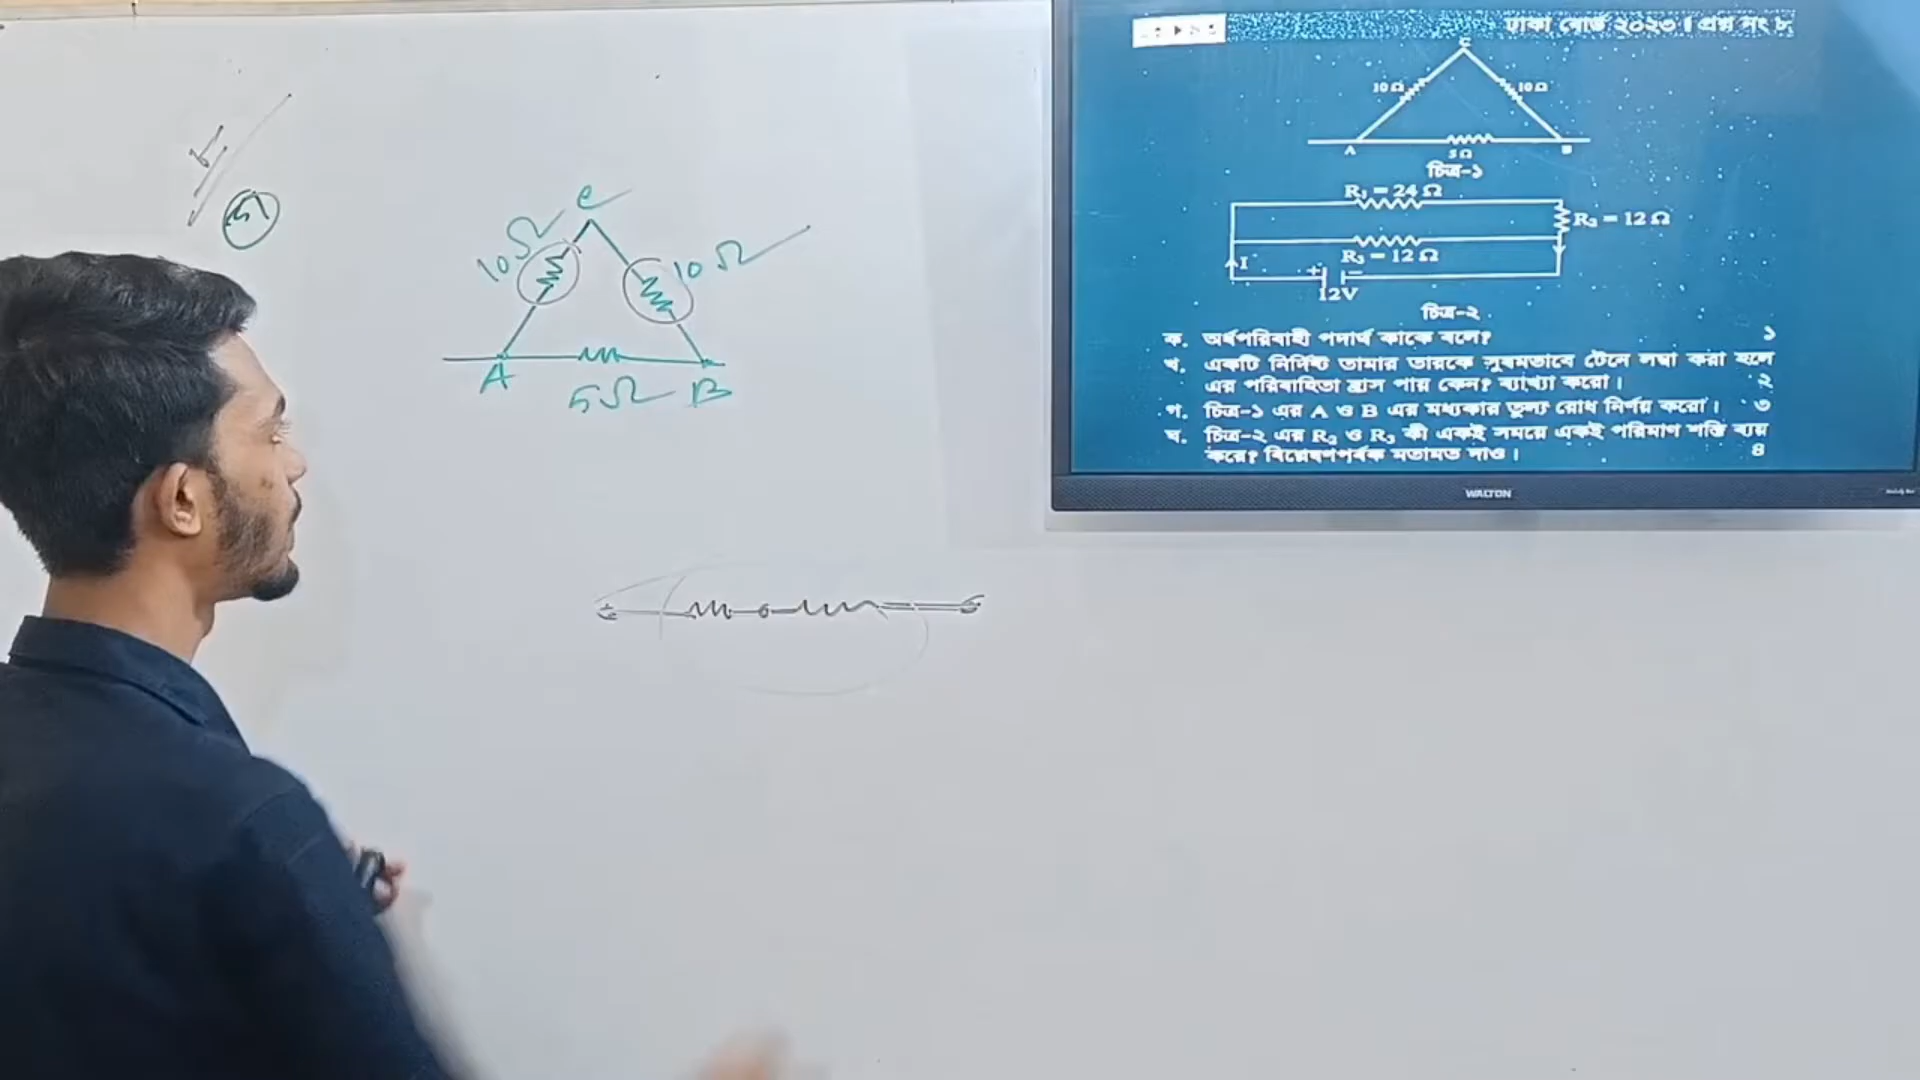 গ
C
10Ω
10Ω
A
5Ω
B
ঢাকা বোর্ড ২০২৩। প্রশ্ন নং ৮
C
10 Ω
10 Ω
A
5 Ω
B
চিত্র-১
R₁ = 24 Ω
R₂ = 12 Ω
R₃ = 12 Ω
I
+
−
12V
চিত্র-২
ক. অর্ধপরিবাহী পদার্থ কাকে বলে? ১
খ. একটি নির্দিষ্ট তামার তারকে সুষমভাবে টেনে লম্বা করা হলে
এর পরিবাহিতা হ্রাস পায় কেন? ব্যাখ্যা করো। ২
গ. চিত্র-১ এর A ও B এর মধ্যকার তুল্য রোধ নির্ণয় করো। ৩
ঘ. চিত্র-২ এর R₂ ও R₃ কী একই সময়ে একই পরিমাণ শক্তি ব্যয়
করে? বিশ্লেষণপূর্বক মতামত দাও। 8
WALTON